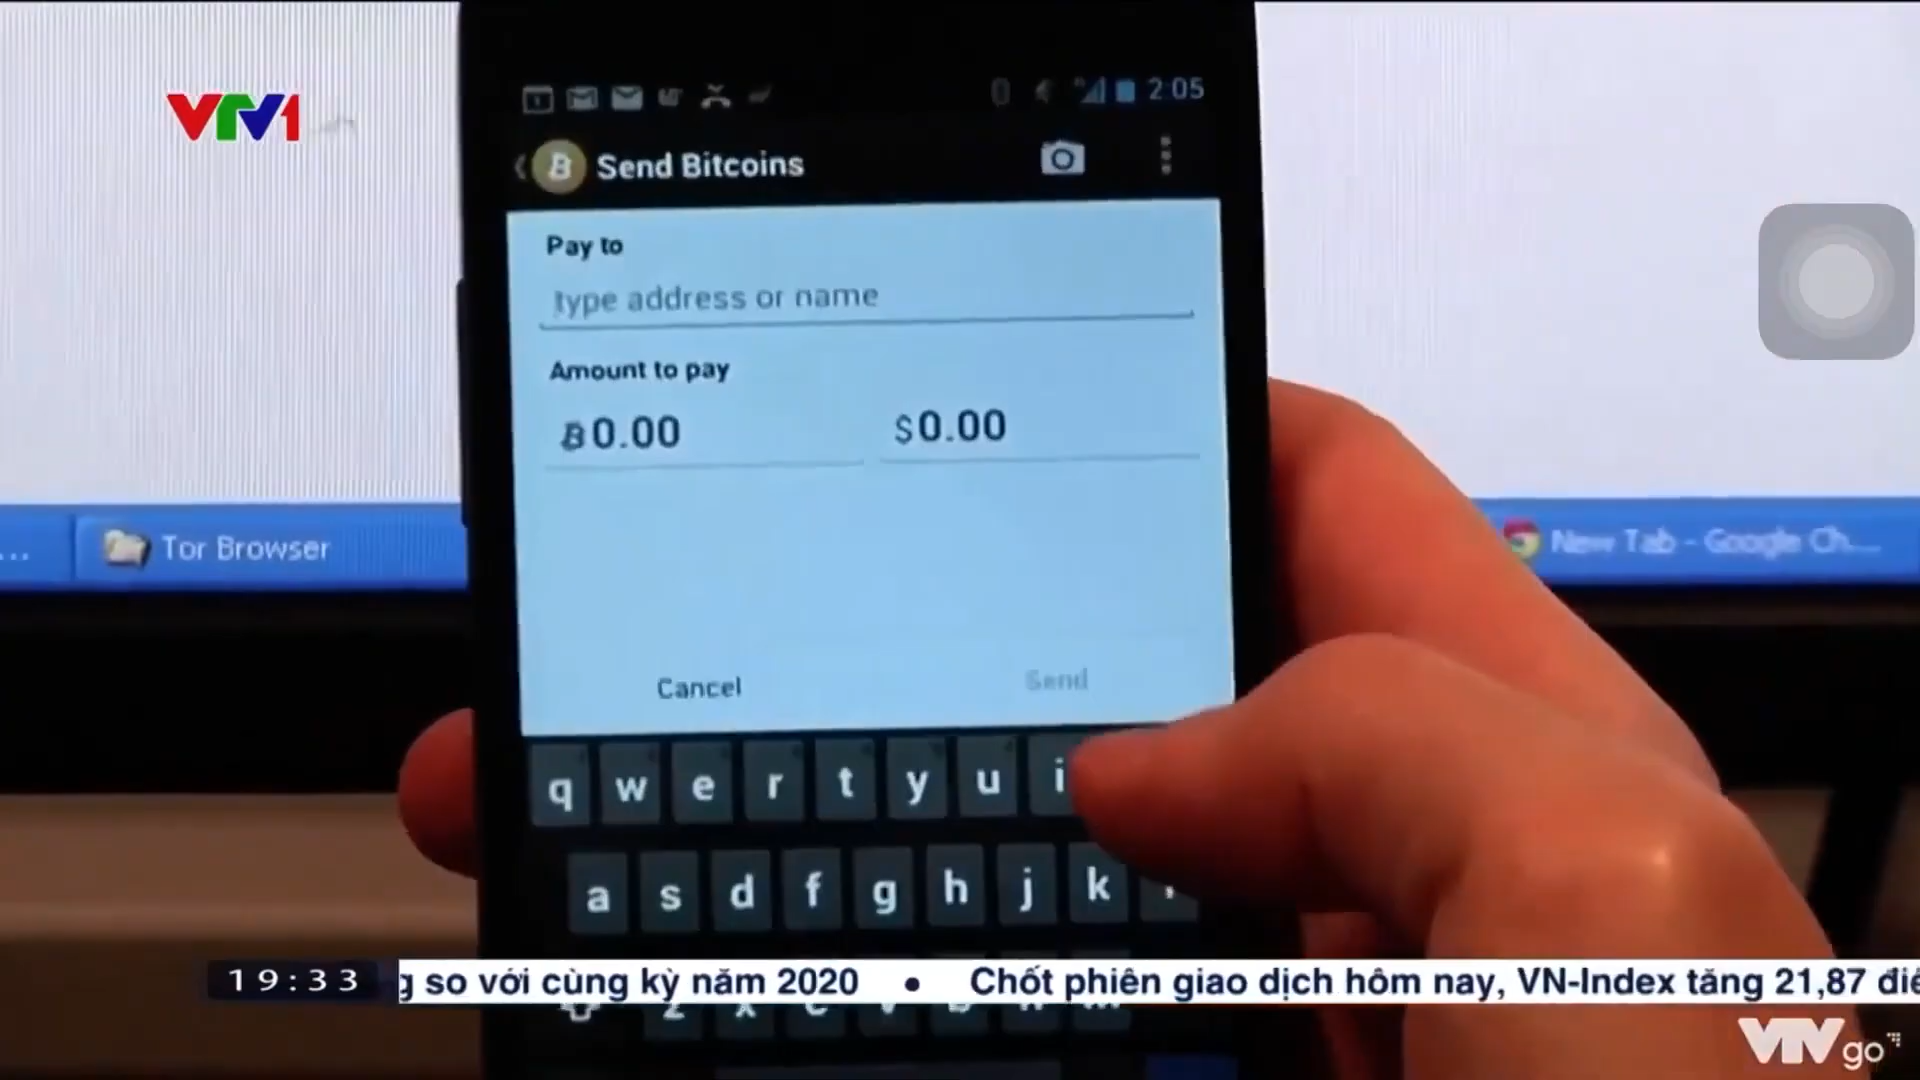 VTV1
2:05
Send Bitcoins
Pay to
type address or name
Amount to pay
฿0.00 $0.00
... Tor Browser
New Tab - Google Ch...
Cancel Send
q w e r t y u i
a s d f g h j k
19:33 g so với cùng kỳ năm 2020 • Chốt phiên giao dịch hôm nay, VN-Index tăng 21,87 điể
z x c v b n m
VTVgo